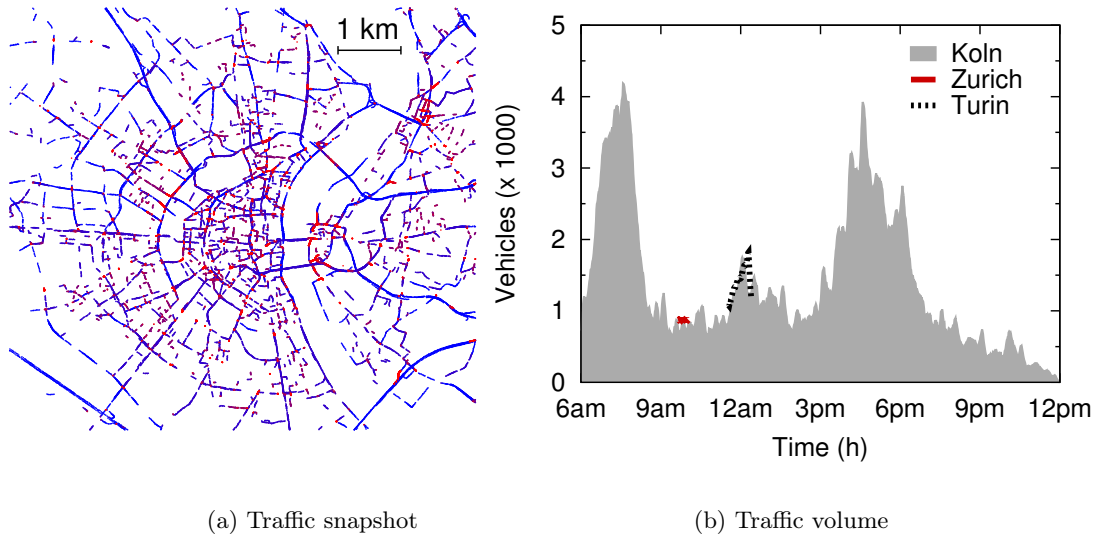 1 km
5
4
3
2
1
0
Vehicles (x 1000)
Koln
Zurich
Turin
6am 9am 12am 3pm 6pm 9pm 12pm
Time (h)
(a) Traffic snapshot
(b) Traffic volume